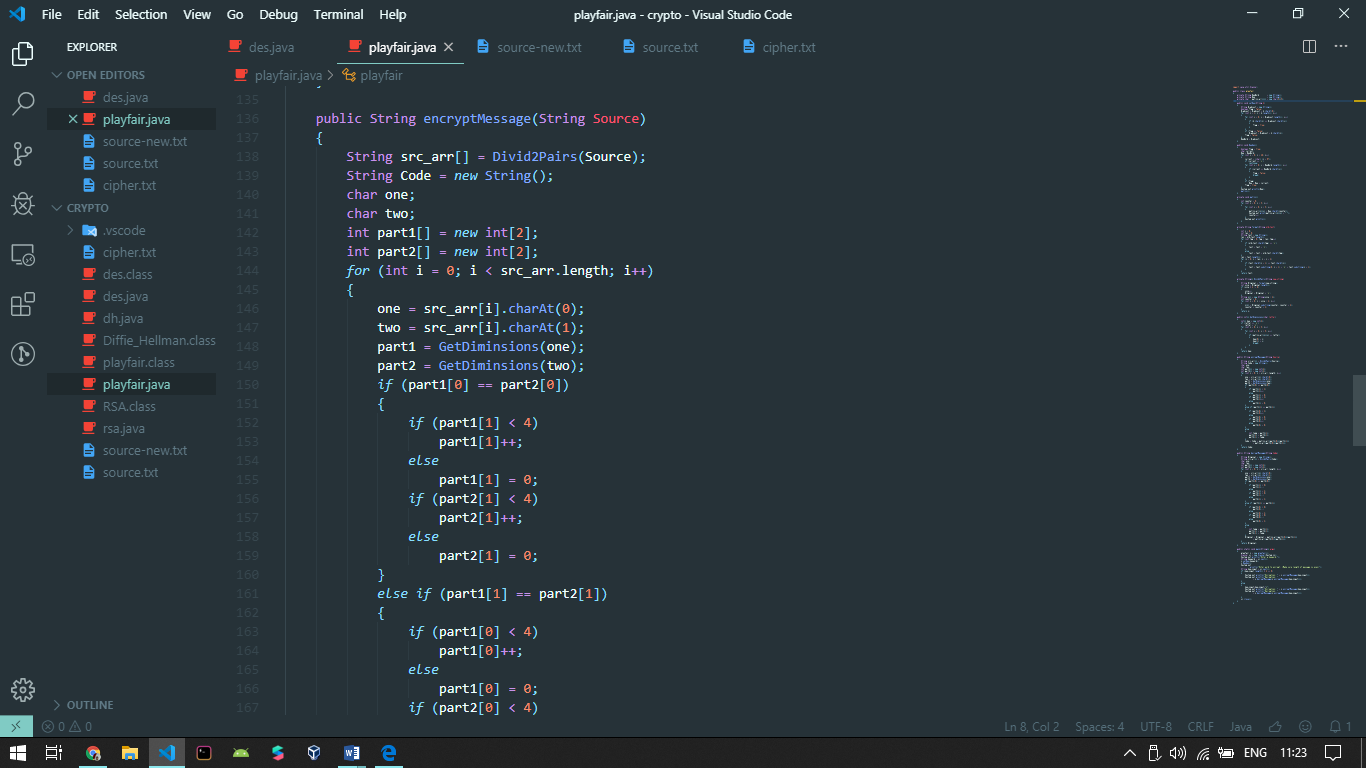 File Edit Selection View Go Debug Terminal Help
playfair.java - crypto - Visual Studio Code
EXPLORER
OPEN EDITORS
des.java
playfair.java
source-new.txt
source.txt
cipher.txt
CRYPTO
.vscode
cipher.txt
des.class
des.java
dh.java
Diffie_Hellman.class
playfair.class
playfair.java
RSA.class
rsa.java
source-new.txt
source.txt
OUTLINE
des.java playfair.java source-new.txt source.txt cipher.txt
playfair.java > playfair
135 }
136 public String encryptMessage(String Source)
137 {
138 String src_arr[] = Divid2Pairs(Source);
139 String Code = new String();
140 char one;
141 char two;
142 int part1[] = new int[2];
143 int part2[] = new int[2];
144 for (int i = 0; i < src_arr.length; i++)
145 {
146 one = src_arr[i].charAt(0);
147 two = src_arr[i].charAt(1);
148 part1 = GetDiminsions(one);
149 part2 = GetDiminsions(two);
150 if (part1[0] == part2[0])
151 {
152 if (part1[1] < 4)
153 part1[1]++;
154 else
155 part1[1] = 0;
156 if (part2[1] < 4)
157 part2[1]++;
158 else
159 part2[1] = 0;
160 }
161 else if (part1[1] == part2[1])
162 {
163 if (part1[0] < 4)
164 part1[0]++;
165 else
166 part1[0] = 0;
167 if (part2[0] < 4)
0 0 Ln 8, Col 2 Spaces: 4 UTF-8 CRLF Java 1
ENG 11:23